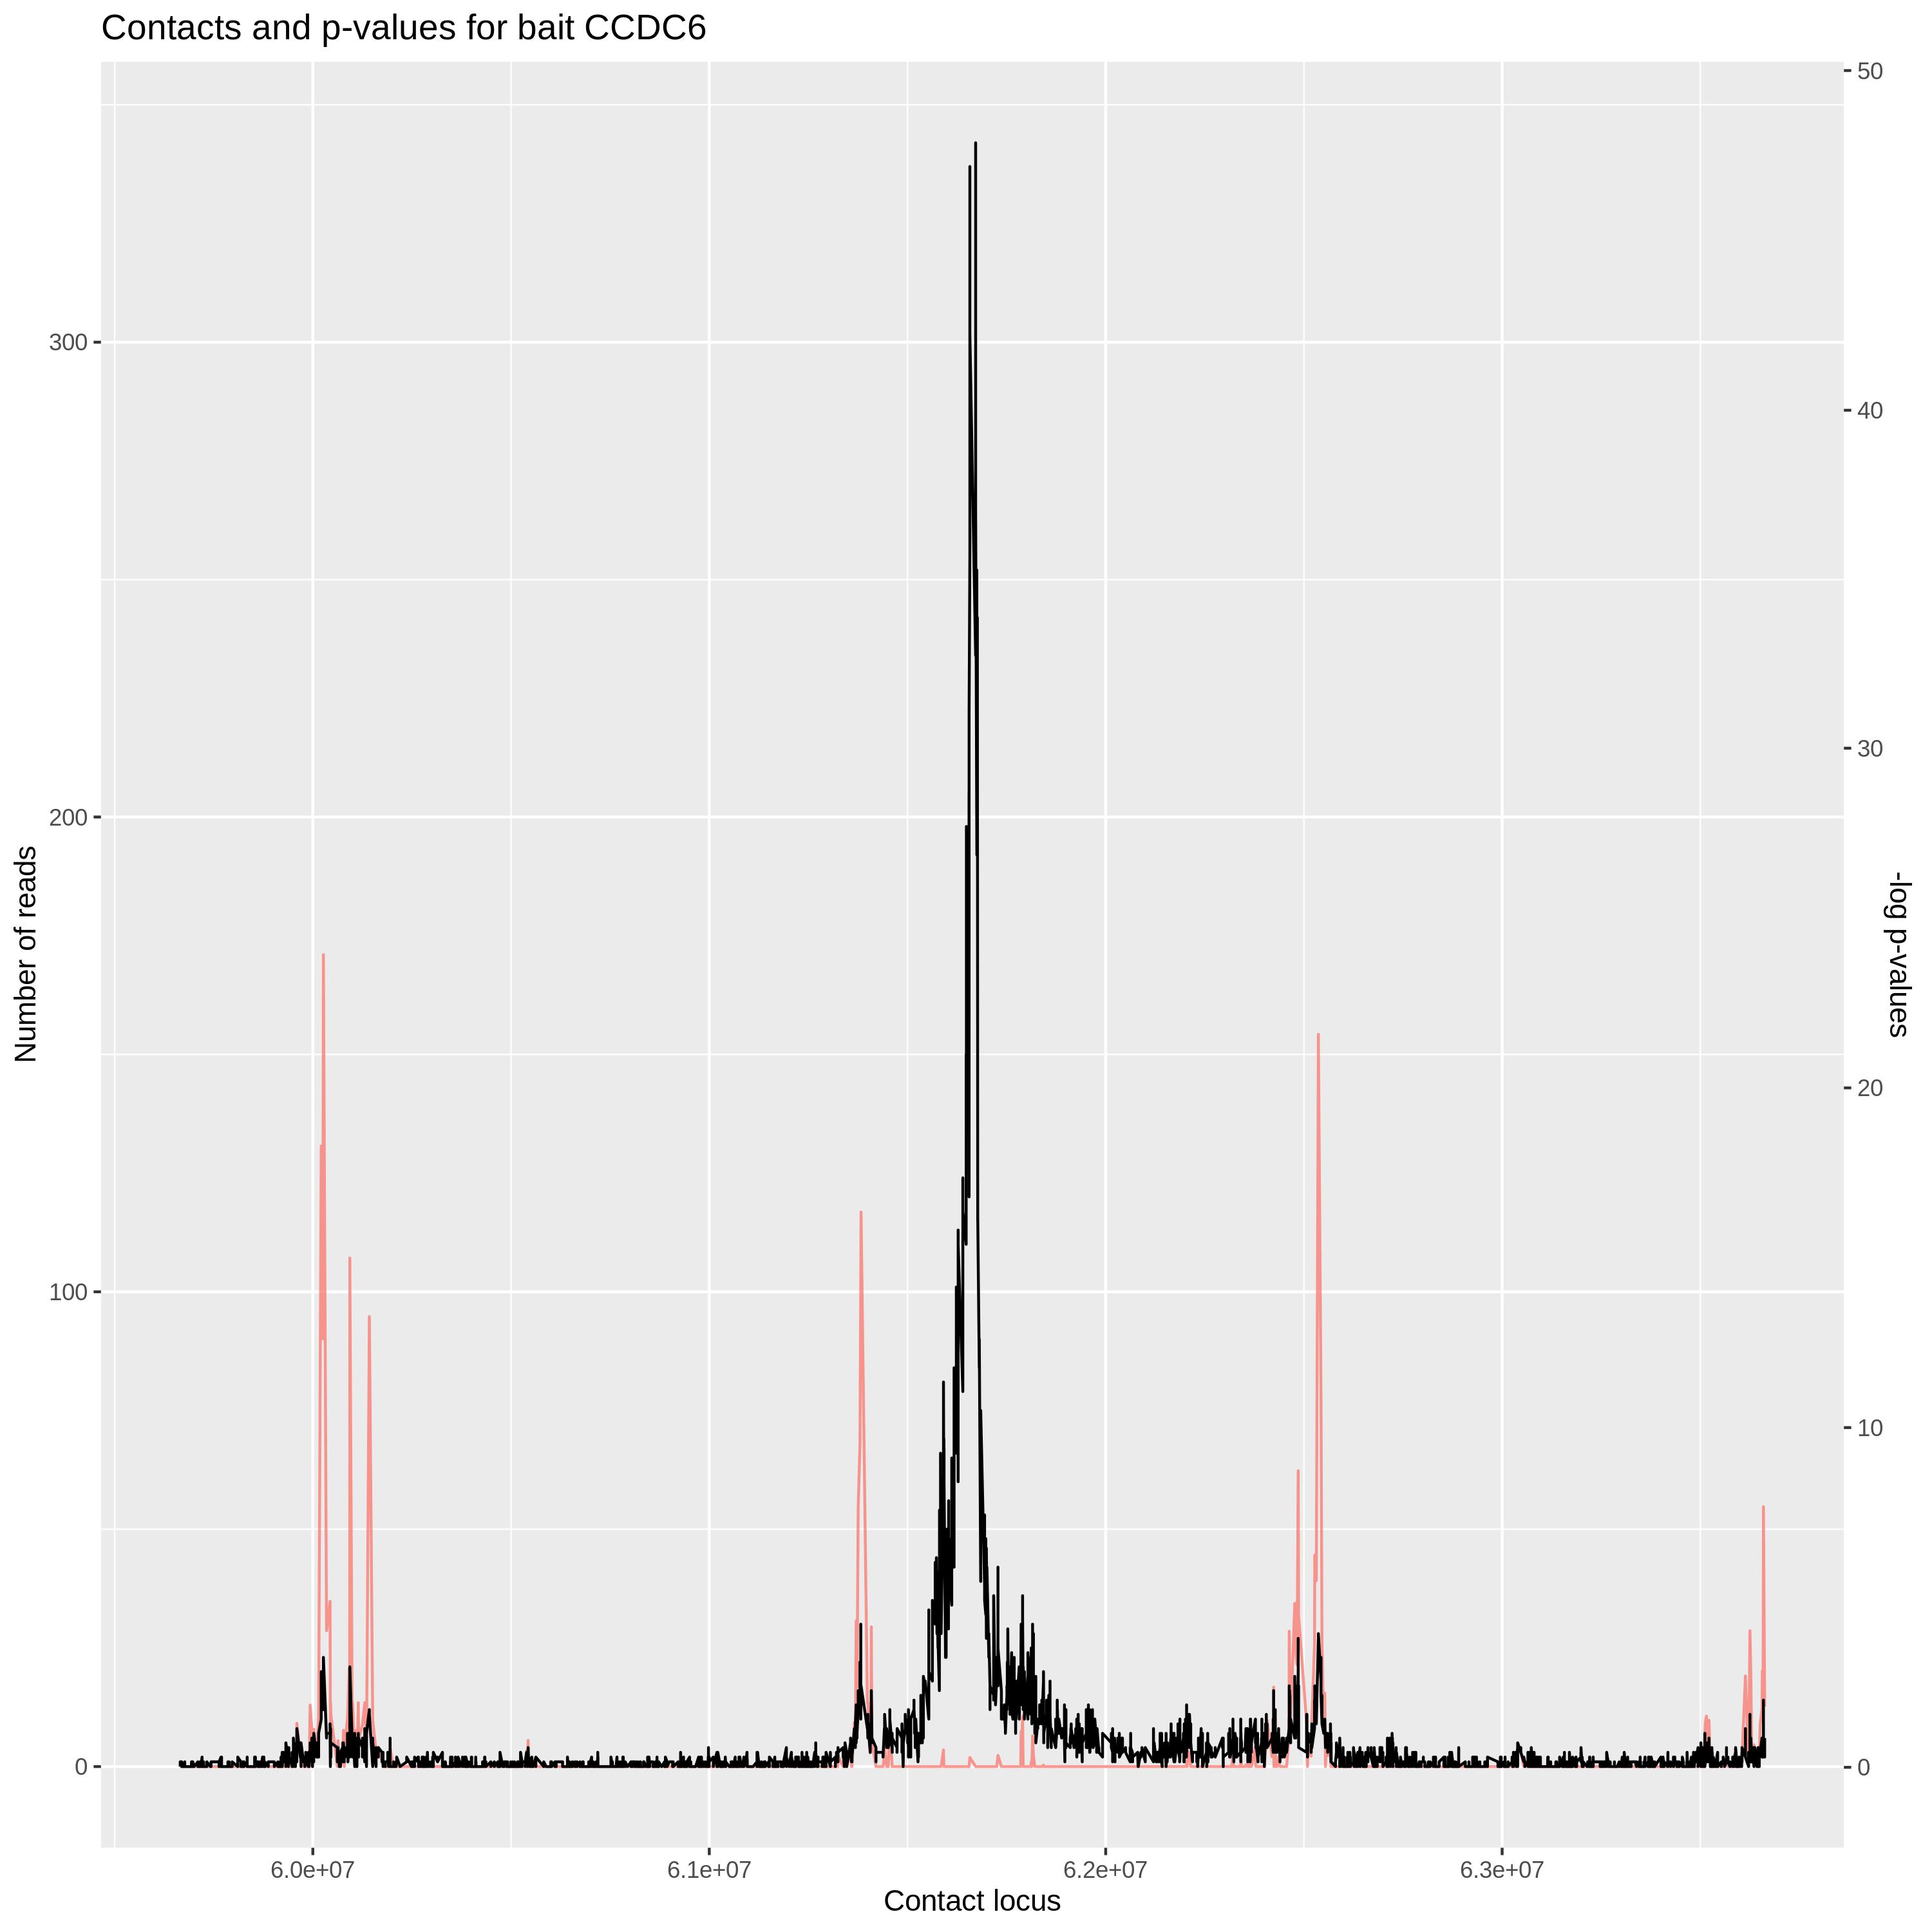 Contacts and p-values for bait CCDC6
50
300
40
200
30
20
100
10
0
0
Number of reads
-log p-values
6.0e+07
6.1e+07
6.2e+07
6.3e+07
Contact locus